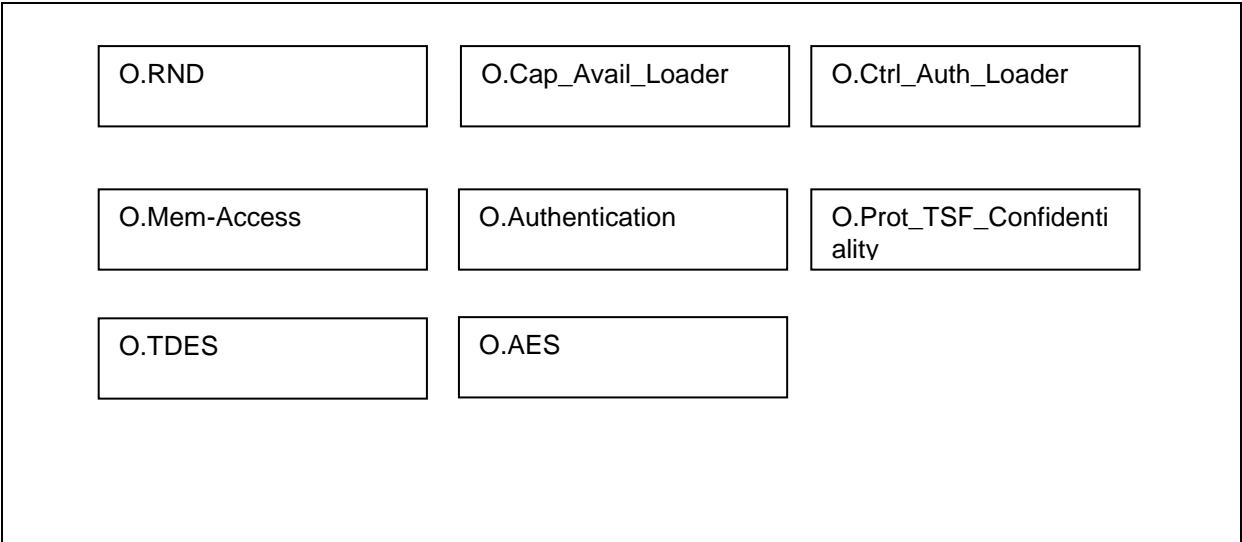 O.RND
O.Cap_Avail_Loader
O.Ctrl_Auth_Loader
O.Mem-Access
O.Authentication
O.Prot_TSF_Confidenti
ality
O.TDES
O.AES